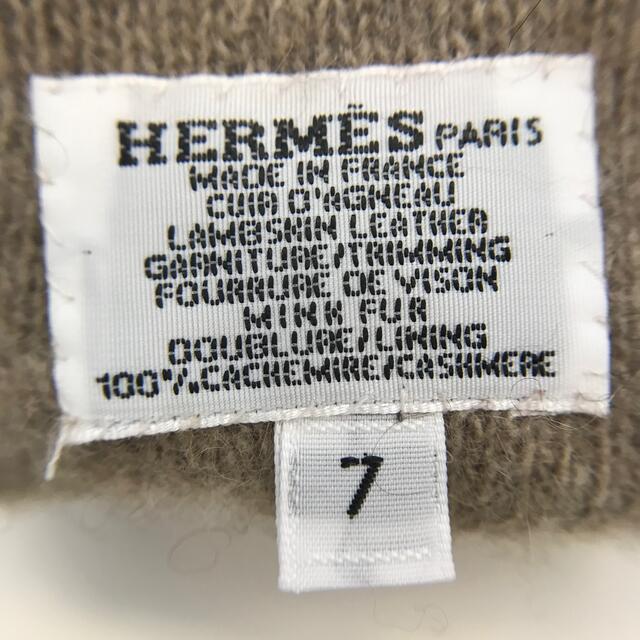 HERMÈS PARIS
MADE IN FRANCE
CUIR D'AGNEAU
LAMBSKIN LEATHER
GARNITURE/TRIMMING
FOURRURE DE VISON
MINK FUR
DOUBLURE/LINING
100%CACHEMIRE/CASHMERE
7